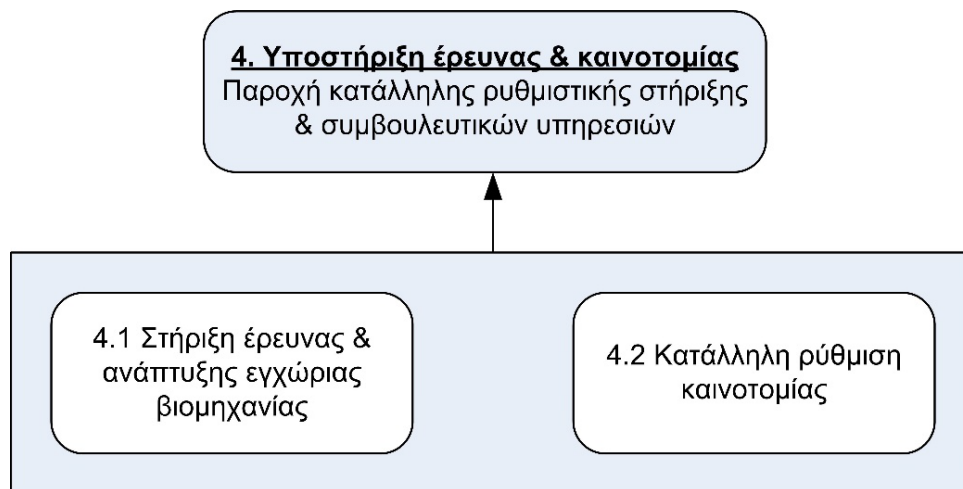 4. Υποστήριξη έρευνας & καινοτομίας
Παροχή κατάλληλης ρυθμιστικής στήριξης
& συμβουλευτικών υπηρεσιών
4.1 Στήριξη έρευνας &
ανάπτυξης εγχώριας
βιομηχανίας
4.2 Κατάλληλη ρύθμιση
καινοτομίας